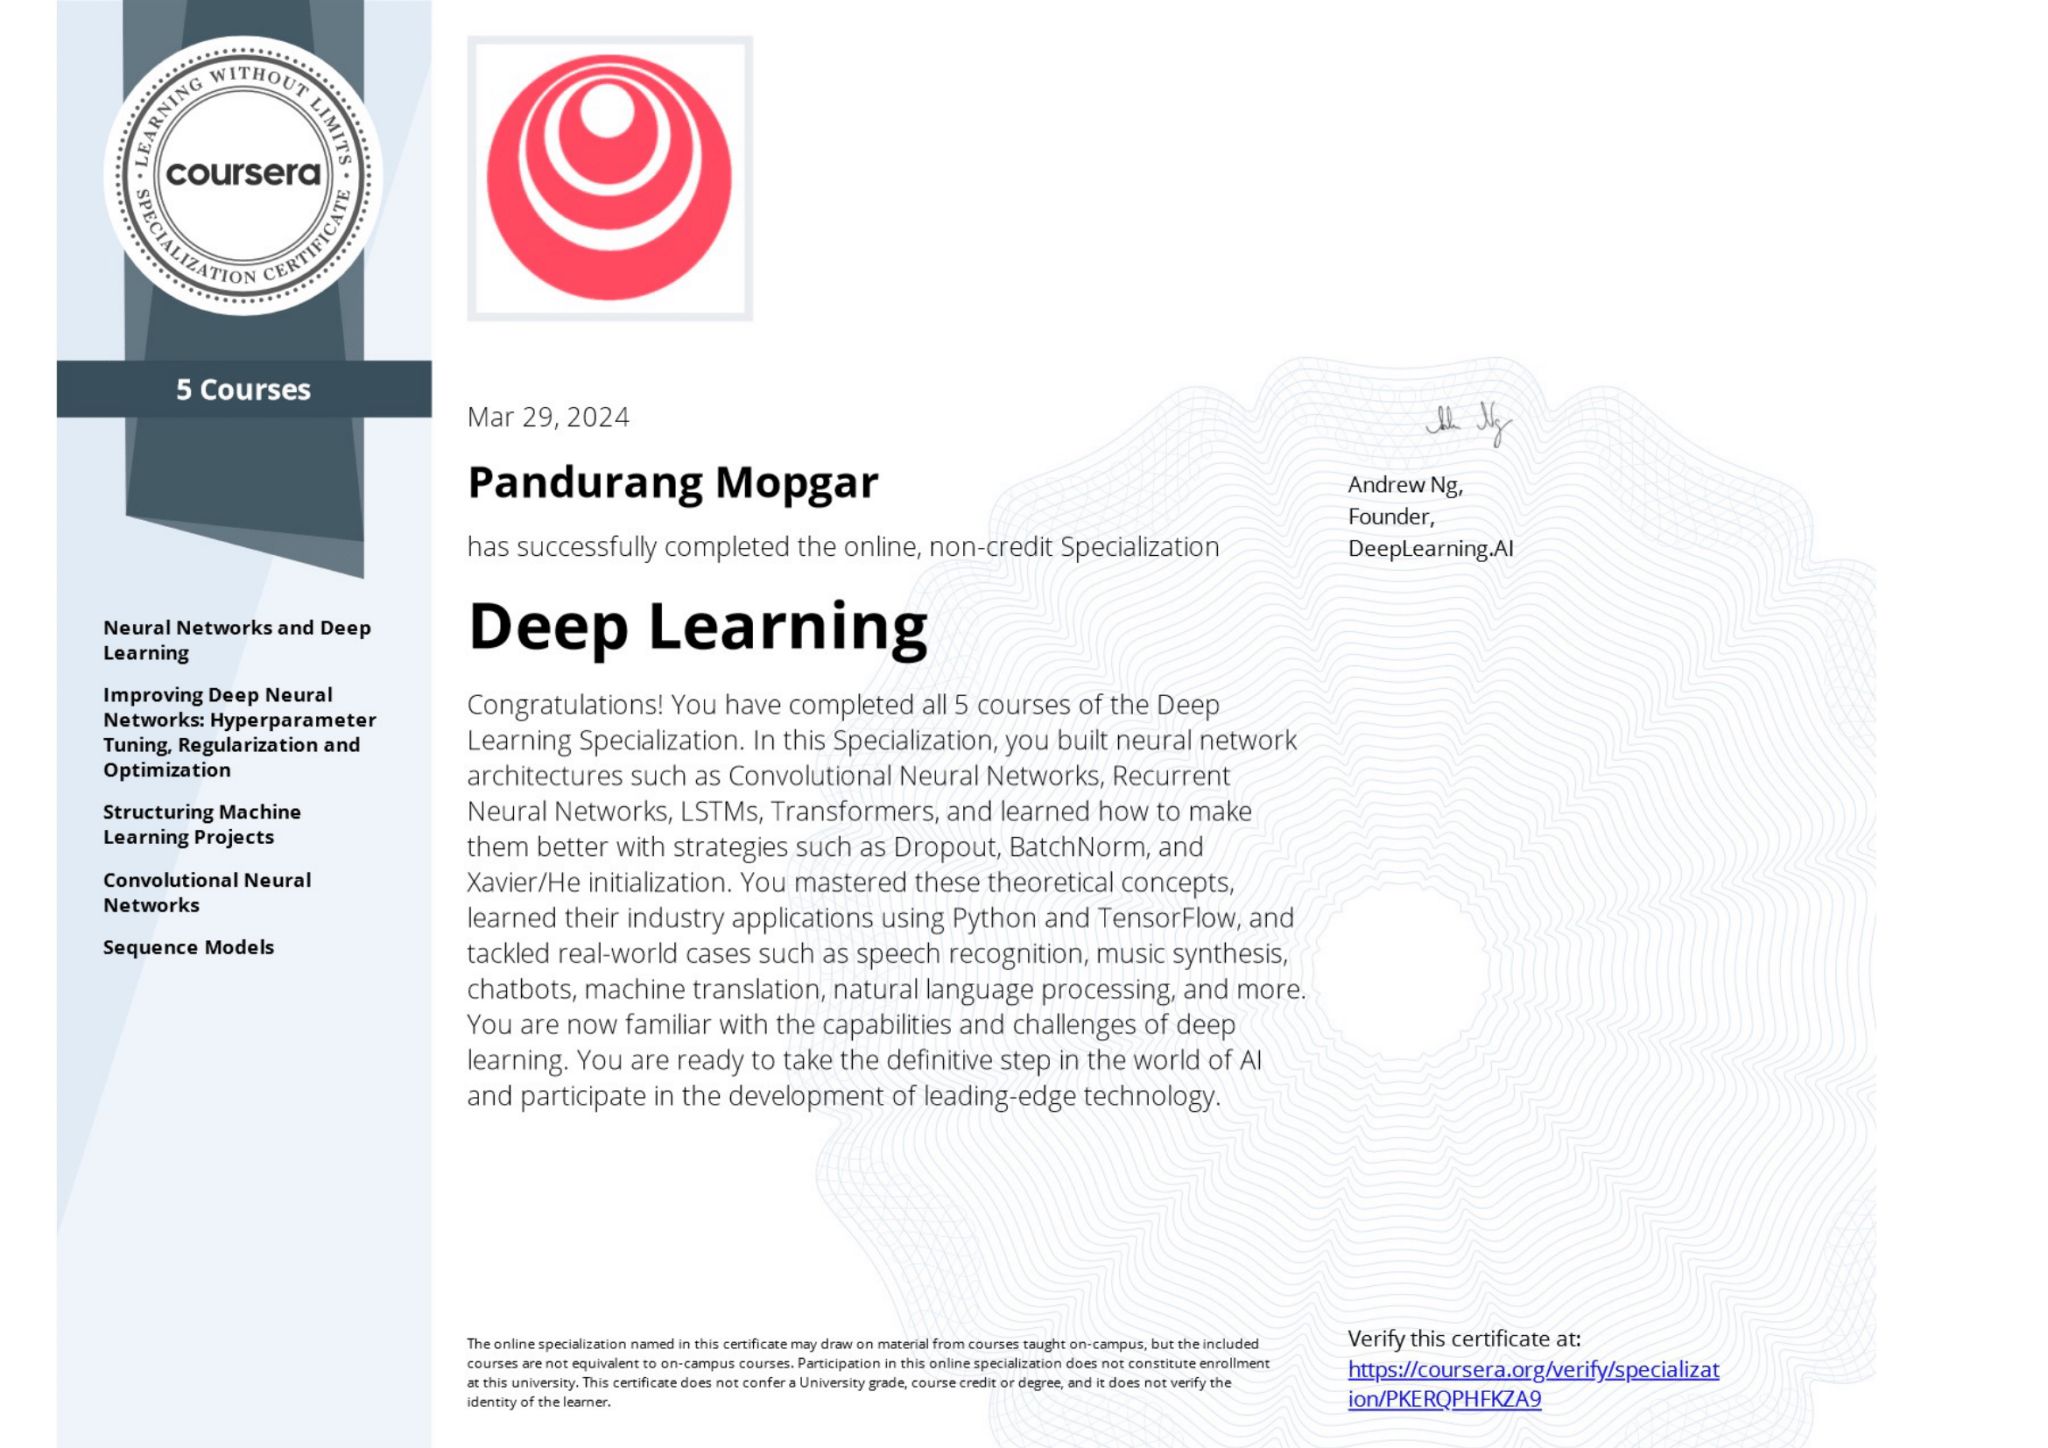 LEARNING WITHOUT LIMITS
coursera
SPECIALIZATION CERTIFICATE
5 Courses
Neural Networks and Deep
Learning
Improving Deep Neural
Networks: Hyperparameter
Tuning, Regularization and
Optimization
Structuring Machine
Learning Projects
Convolutional Neural
Networks
Sequence Models
Mar 29, 2024
Pandurang Mopgar
has successfully completed the online, non-credit Specialization
Deep Learning
Congratulations! You have completed all 5 courses of the Deep
Learning Specialization. In this Specialization, you built neural network
architectures such as Convolutional Neural Networks, Recurrent
Neural Networks, LSTMs, Transformers, and learned how to make
them better with strategies such as Dropout, BatchNorm, and
Xavier/He initialization. You mastered these theoretical concepts,
learned their industry applications using Python and TensorFlow, and
tackled real-world cases such as speech recognition, music synthesis,
chatbots, machine translation, natural language processing, and more.
You are now familiar with the capabilities and challenges of deep
learning. You are ready to take the definitive step in the world of AI
and participate in the development of leading-edge technology.
Andrew Ng,
Founder,
DeepLearning.AI
The online specialization named in this certificate may draw on material from courses taught on-campus, but the included
courses are not equivalent to on-campus courses. Participation in this online specialization does not constitute enrollment
at this university. This certificate does not confer a University grade, course credit or degree, and it does not verify the
identity of the learner.
Verify this certificate at:
https://coursera.org/verify/specializat
ion/PKERQPHFKZA9